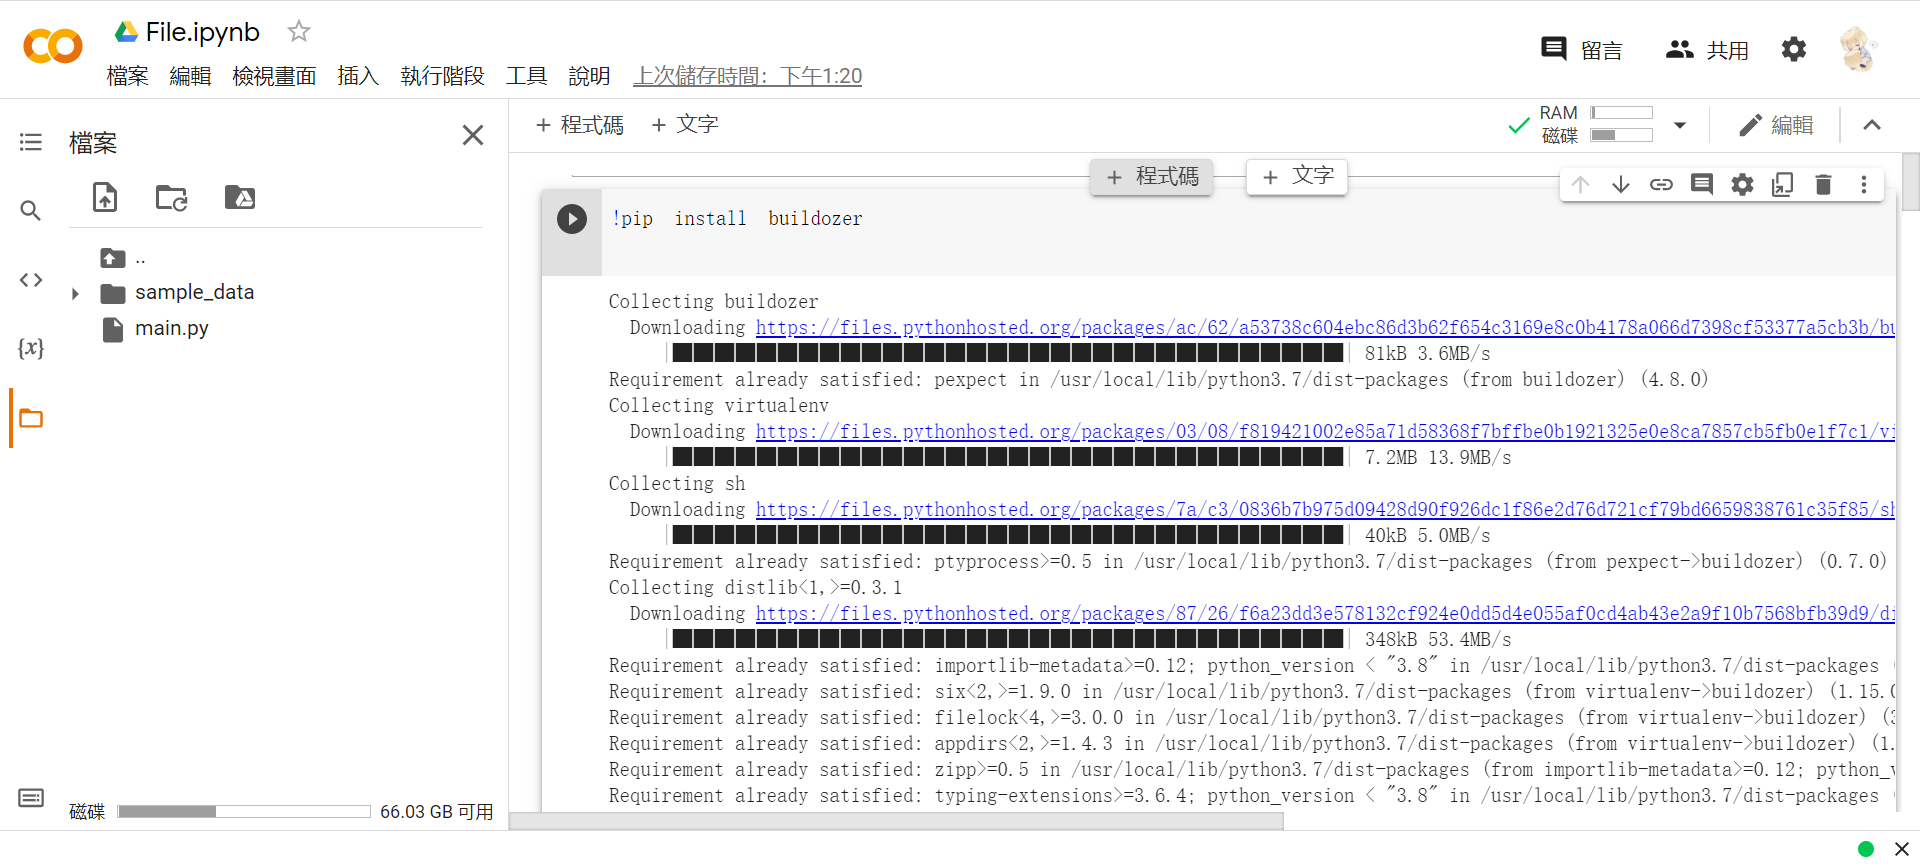 File.ipynb
檔案 編輯 檢視畫面 插入 執行階段 工具 說明 上次儲存時間：下午1:20
留言 共用
檔案
+ 程式碼 + 文字
RAM
磁碟
編輯
+ 程式碼 + 文字
..
sample_data
main.py
!pip install buildozer
Collecting buildozer
Downloading https://files.pythonhosted.org/packages/ac/62/a53738c604ebc86d3b62f654c3169e8c0b4178a066d7398cf53377a5cb3b/bu
81kB 3.6MB/s
Requirement already satisfied: pexpect in /usr/local/lib/python3.7/dist-packages (from buildozer) (4.8.0)
Collecting virtualenv
Downloading https://files.pythonhosted.org/packages/03/08/f819421002e85a71d58368f7bffbe0b1921325e0e8ca7857cb5fb0e1f7c1/vi
7.2MB 13.9MB/s
Collecting sh
Downloading https://files.pythonhosted.org/packages/7a/c3/0836b7b975d09428d90f926dc1f86e2d76d721cf79bd6659838761c35f85/sh
40kB 5.0MB/s
Requirement already satisfied: ptyprocess>=0.5 in /usr/local/lib/python3.7/dist-packages (from pexpect->buildozer) (0.7.0)
Collecting distlib<1,>=0.3.1
Downloading https://files.pythonhosted.org/packages/87/26/f6a23dd3e578132cf924e0dd5d4e055af0cd4ab43e2a9f10b7568bfb39d9/di
348kB 53.4MB/s
Requirement already satisfied: importlib-metadata>=0.12; python_version < "3.8" in /usr/local/lib/python3.7/dist-packages
Requirement already satisfied: six<2,>=1.9.0 in /usr/local/lib/python3.7/dist-packages (from virtualenv->buildozer) (1.15.0
Requirement already satisfied: filelock<4,>=3.0.0 in /usr/local/lib/python3.7/dist-packages (from virtualenv->buildozer) (3
Requirement already satisfied: appdirs<2,>=1.4.3 in /usr/local/lib/python3.7/dist-packages (from virtualenv->buildozer) (1.
Requirement already satisfied: zipp>=0.5 in /usr/local/lib/python3.7/dist-packages (from importlib-metadata>=0.12; python_v
Requirement already satisfied: typing-extensions>=3.6.4; python_version < "3.8" in /usr/local/lib/python3.7/dist-packages
磁碟 66.03 GB 可用